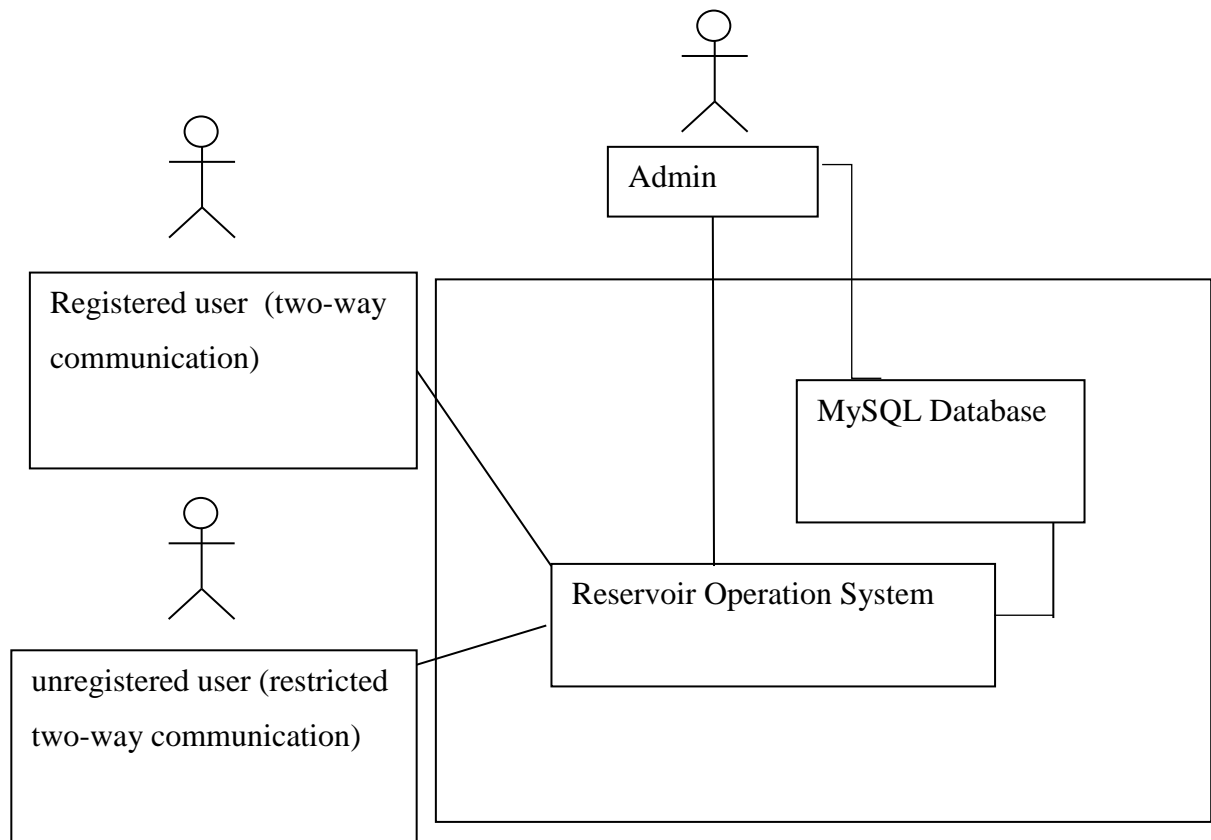 Admin
Registered user (two-way
communication)
MySQL Database
Reservoir Operation System
unregistered user (restricted
two-way communication)